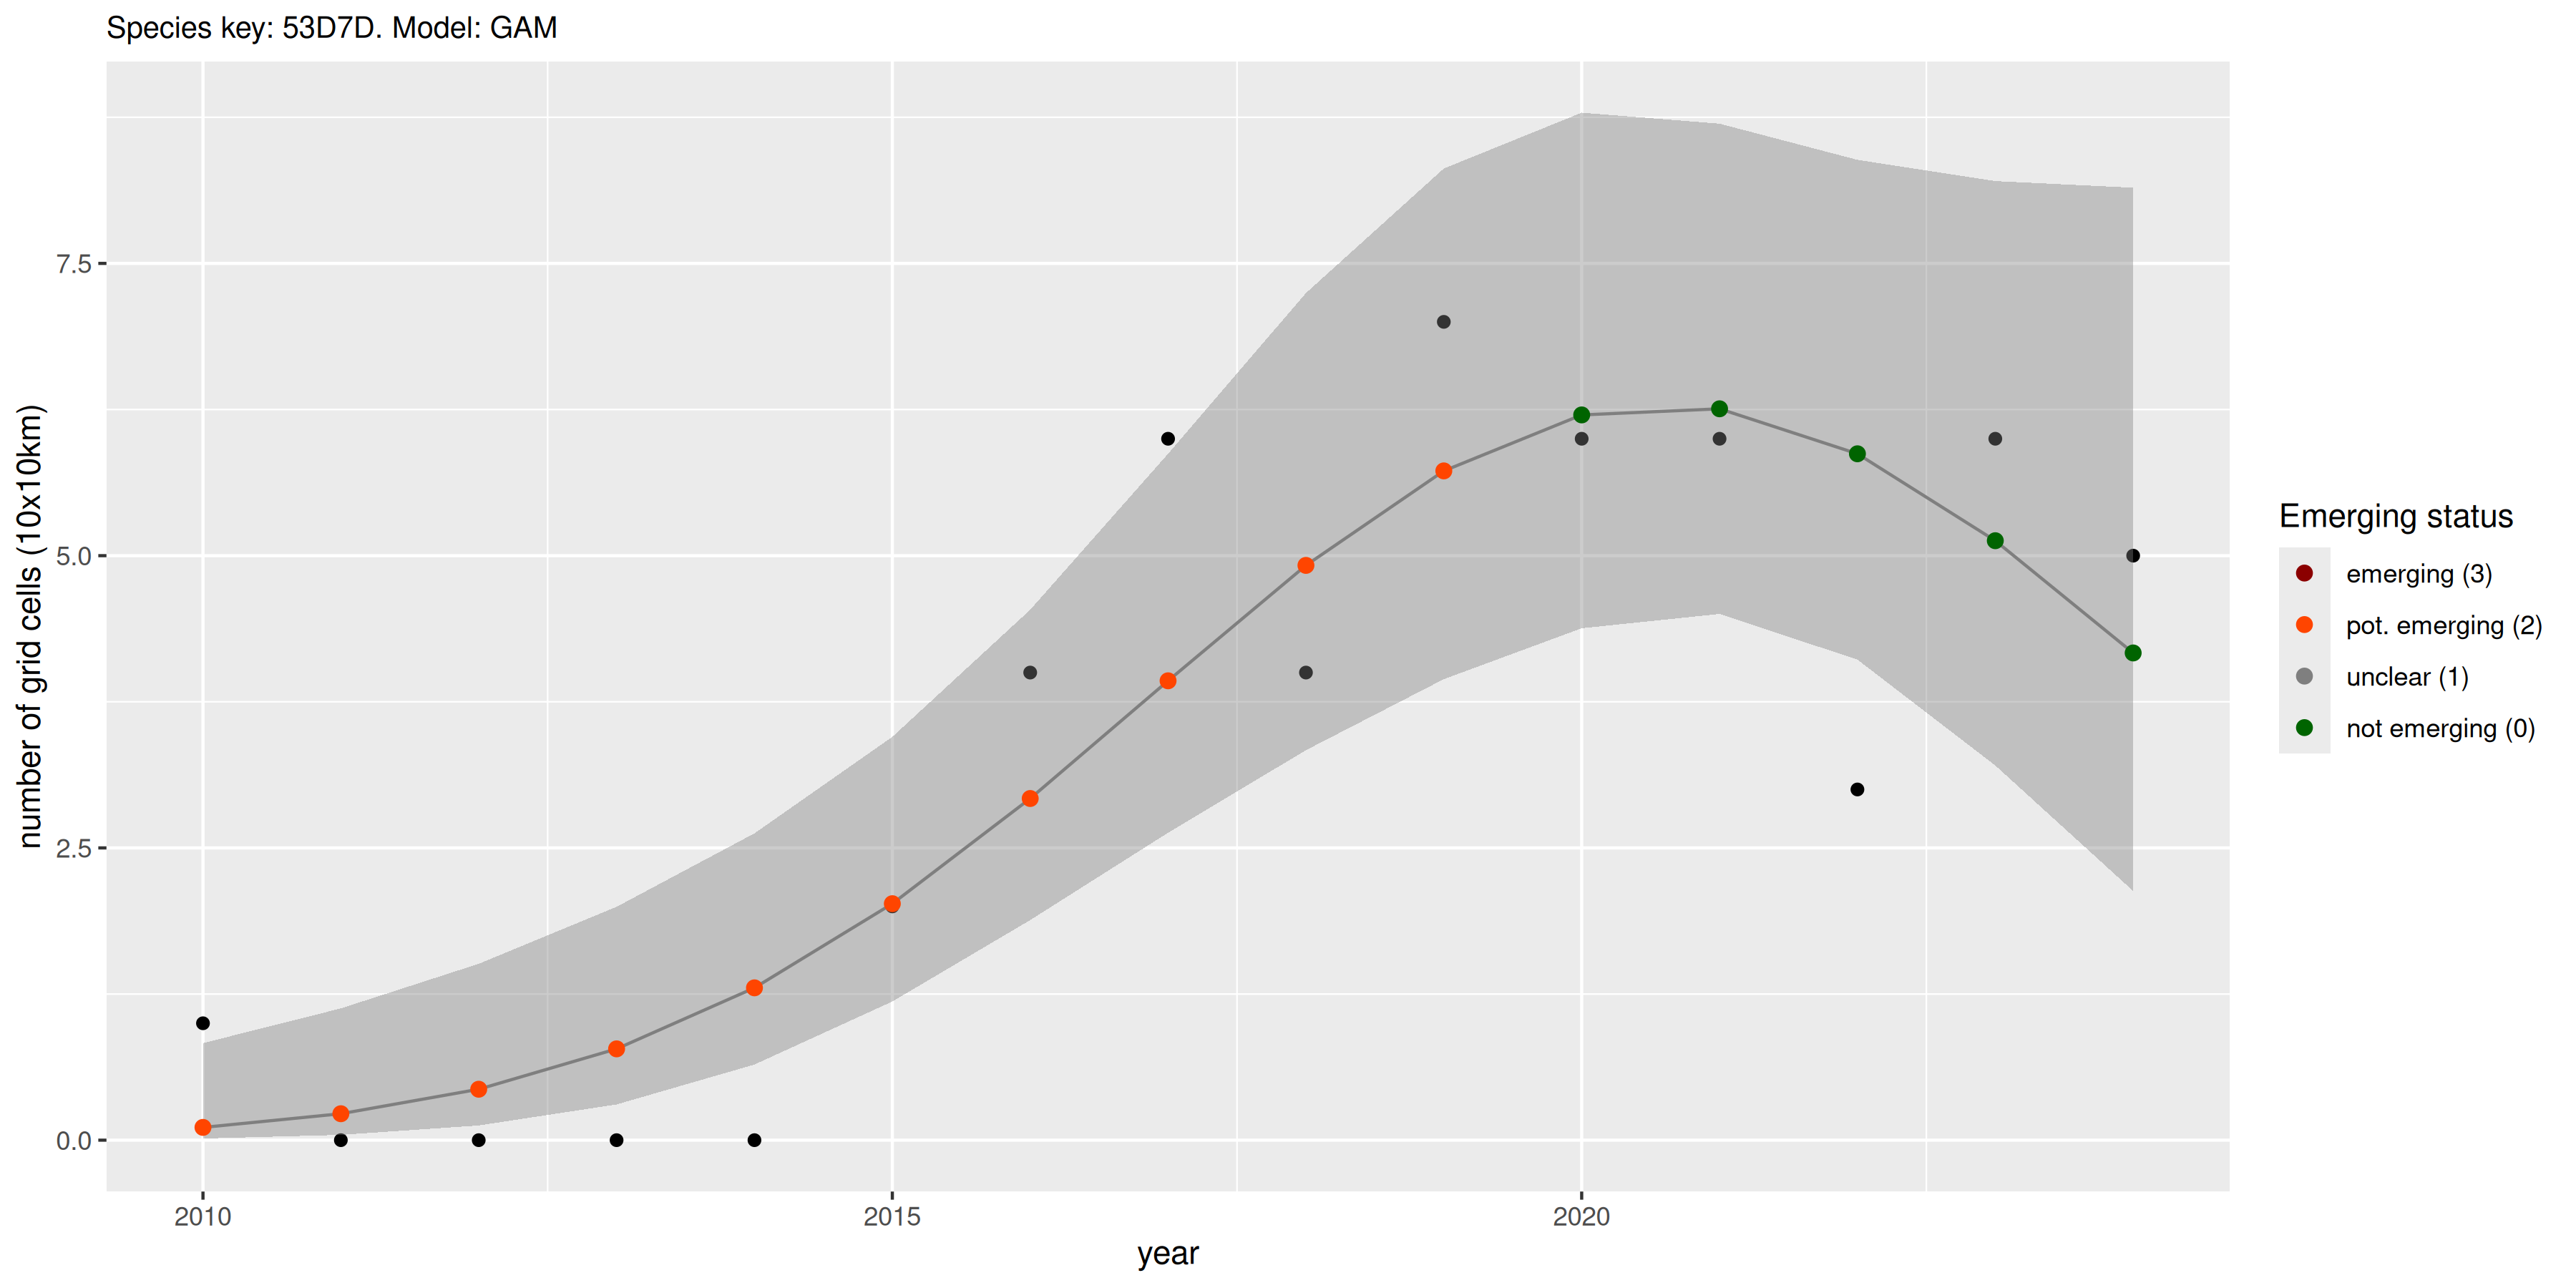 Species key: 53D7D. Model: GAM
number of grid cells (10x10km)
7.5
5.0
2.5
0.0
2010
2015
2020
year
Emerging status
emerging (3)
pot. emerging (2)
unclear (1)
not emerging (0)